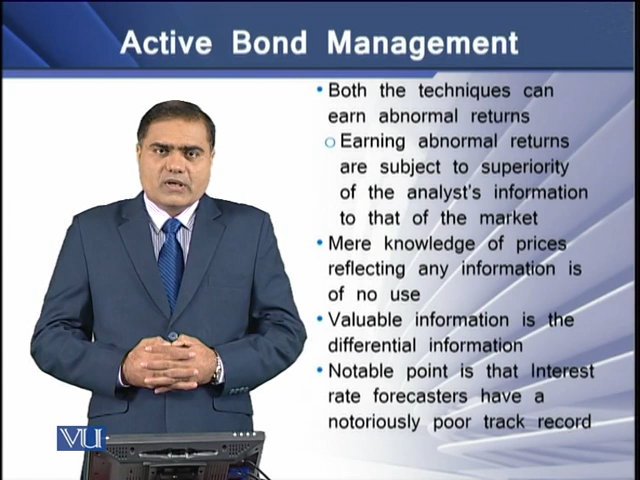 Active Bond Management
• Both the techniques can
earn abnormal returns
○ Earning abnormal returns
are subject to superiority
of the analyst's information
to that of the market
• Mere knowledge of prices
reflecting any information is
of no use
• Valuable information is the
differential information
• Notable point is that Interest
rate forecasters have a
notoriously poor track record
VU